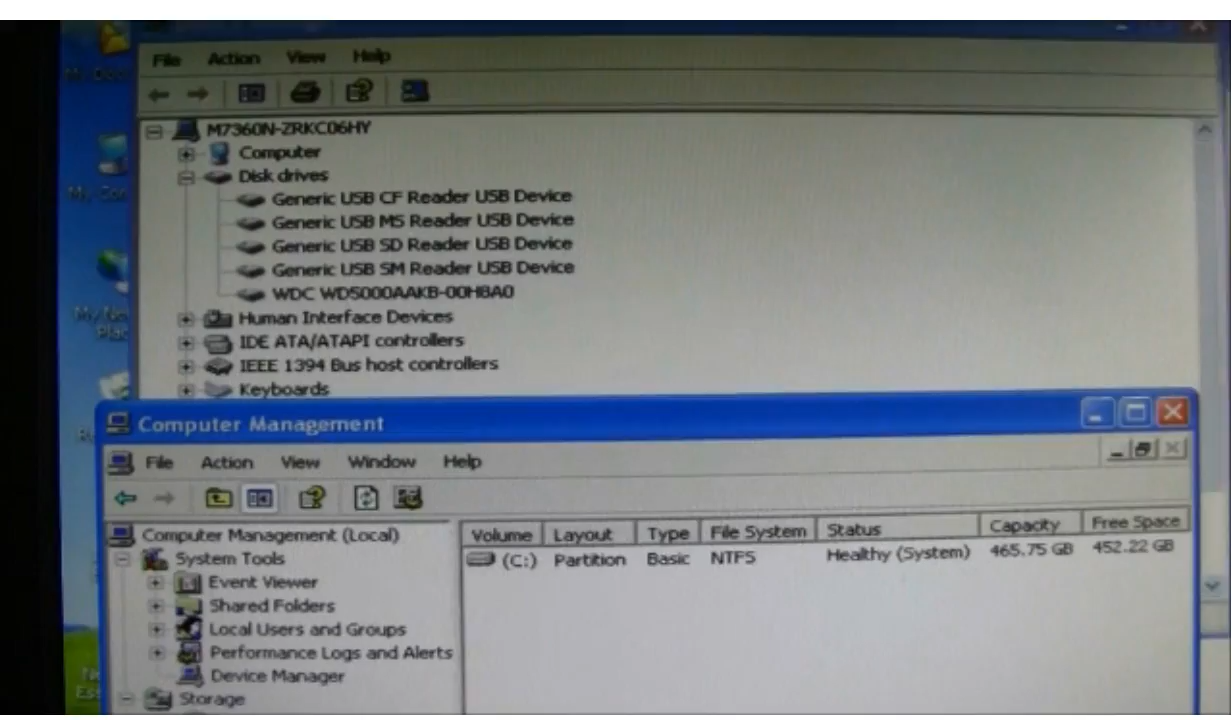 File Action View Help
M7360N-ZRKC06HY
Computer
Disk drives
Generic USB CF Reader USB Device
Generic USB MS Reader USB Device
Generic USB SD Reader USB Device
Generic USB SM Reader USB Device
WDC WD5000AAKB-00H8A0
Human Interface Devices
IDE ATA/ATAPI controllers
IEEE 1394 Bus host controllers
Keyboards
Computer Management
File Action View Window Help
Computer Management (Local)
System Tools
Event Viewer
Shared Folders
Local Users and Groups
Performance Logs and Alerts
Device Manager
Storage
Volume Layout Type File System Status Capacity Free Space
(C:) Partition Basic NTFS Healthy (System) 465.75 GB 452.22 GB